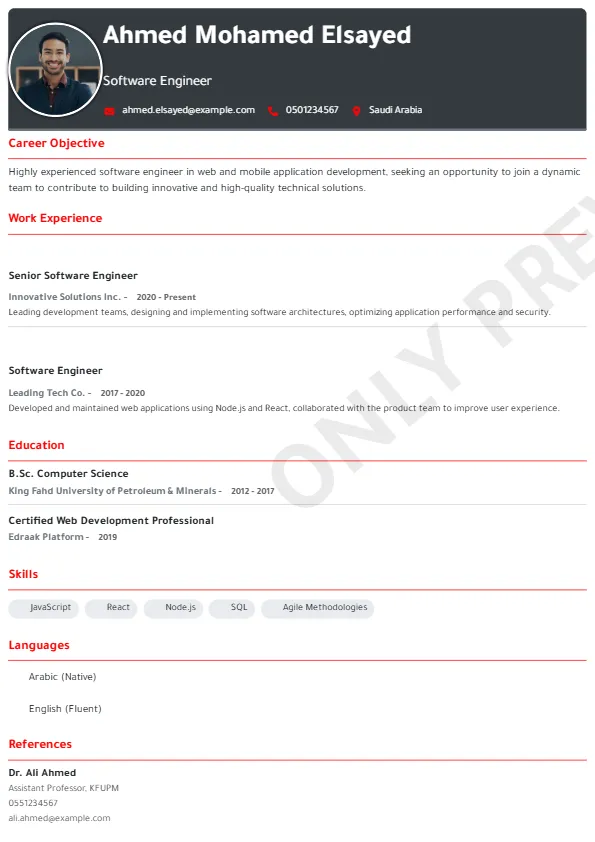 Ahmed Mohamed Elsayed
Software Engineer
ahmed.elsayed@example.com 0501234567 Saudi Arabia
Career Objective
Highly experienced software engineer in web and mobile application development, seeking an opportunity to join a dynamic
team to contribute to building innovative and high-quality technical solutions.
Work Experience
Senior Software Engineer
Innovative Solutions Inc. - 2020 - Present
Leading development teams, designing and implementing software architectures, optimizing application performance and security.
Software Engineer
Leading Tech Co. - 2017 - 2020
Developed and maintained web applications using Node.js and React, collaborated with the product team to improve user experience.
Education
B.Sc. Computer Science
King Fahd University of Petroleum & Minerals - 2012 - 2017
Certified Web Development Professional
Edraak Platform - 2019
Skills
JavaScript React Node.js SQL Agile Methodologies
Languages
Arabic (Native)
English (Fluent)
References
Dr. Ali Ahmed
Assistant Professor, KFUPM
0551234567
ali.ahmed@example.com
ONLY PREV